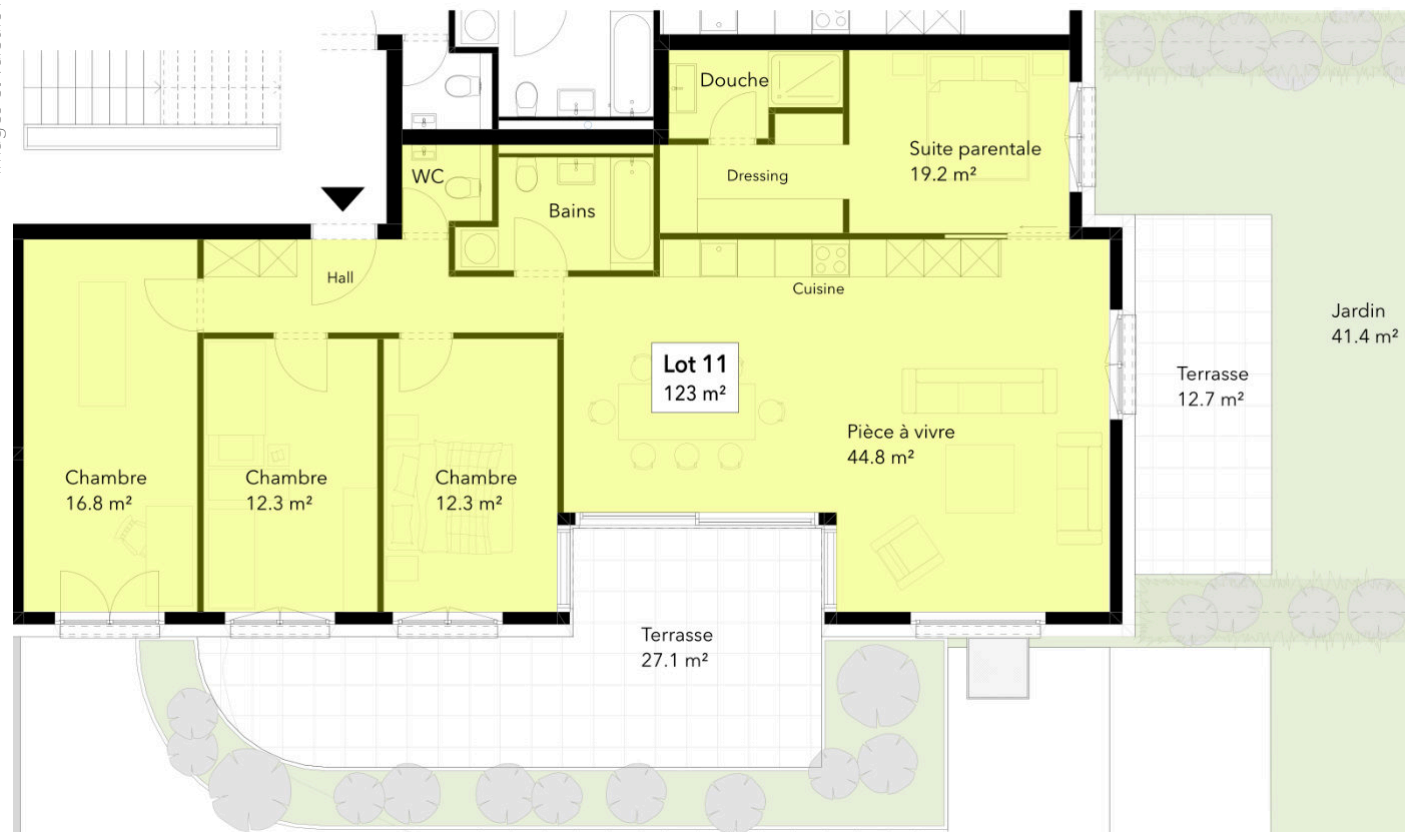 Douche
Suite parentale
19.2 m²
WC
Dressing
Bains
Hall
Cuisine
Jardin
41.4 m²
Lot 11
123 m²
Terrasse
12.7 m²
Pièce à vivre
44.8 m²
Chambre
16.8 m²
Chambre
12.3 m²
Chambre
12.3 m²
Terrasse
27.1 m²